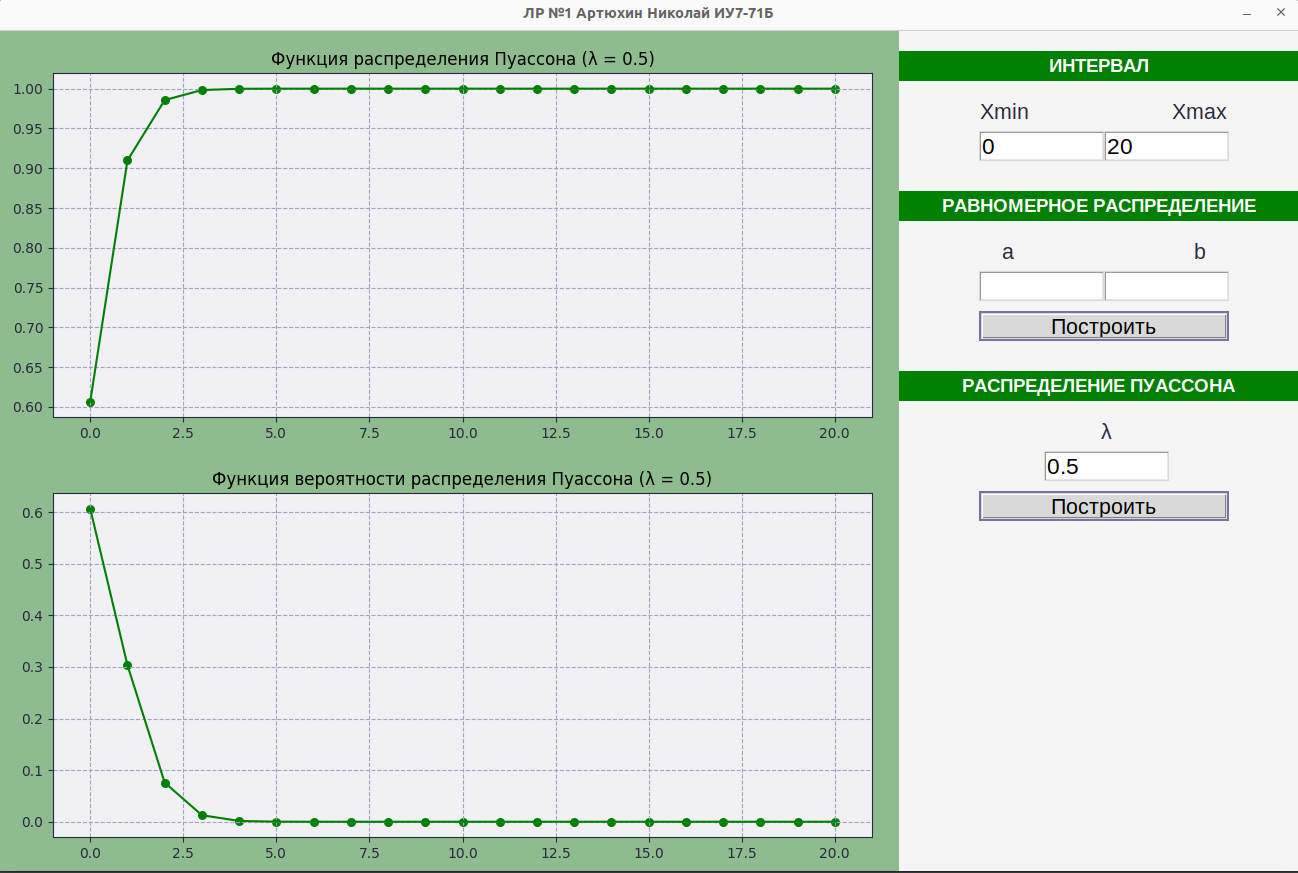 ЛР №1 Артюхин Николай ИУ7-71Б
Функция распределения Пуассона (λ = 0.5)
1.00
0.95
0.90
0.85
0.80
0.75
0.70
0.65
0.60
0.0 2.5 5.0 7.5 10.0 12.5 15.0 17.5 20.0
Функция вероятности распределения Пуассона (λ = 0.5)
0.6
0.5
0.4
0.3
0.2
0.1
0.0
0.0 2.5 5.0 7.5 10.0 12.5 15.0 17.5 20.0
ИНТЕРВАЛ
Xmin Xmax
0 20
РАВНОМЕРНОЕ РАСПРЕДЕЛЕНИЕ
a b
Построить
РАСПРЕДЕЛЕНИЕ ПУАССОНА
λ
0.5
Построить